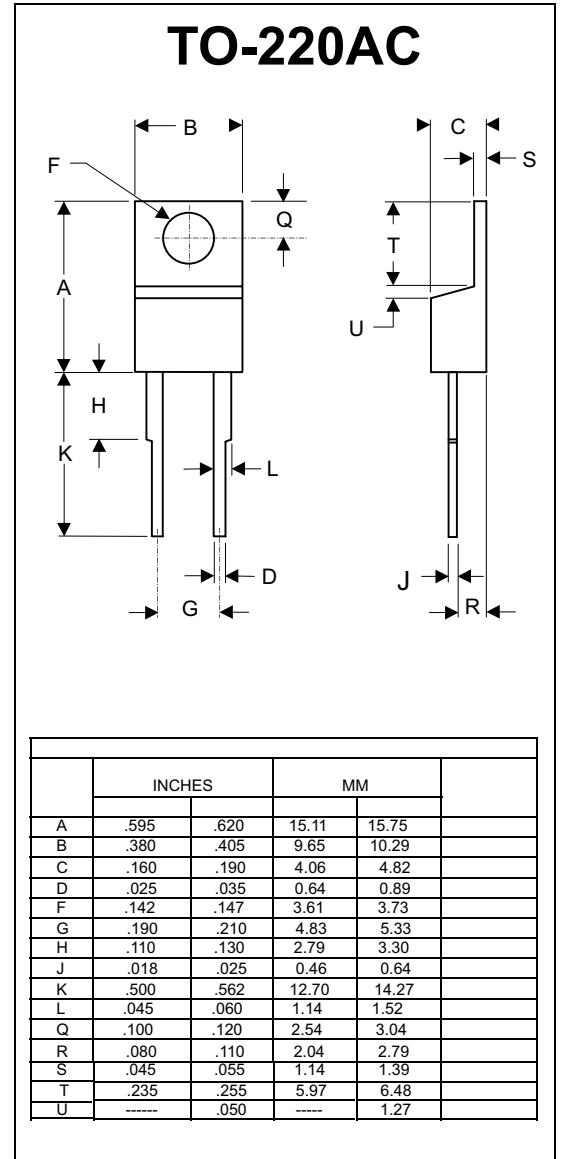 TO-220AC
B
C
F
S
Q
A
T
U
H
K
L
D
G
J
R
INCHES MM
A .595 .620 15.11 15.75
B .380 .405 9.65 10.29
C .160 .190 4.06 4.82
D .025 .035 0.64 0.89
F .142 .147 3.61 3.73
G .190 .210 4.83 5.33
H .110 .130 2.79 3.30
J .018 .025 0.46 0.64
K .500 .562 12.70 14.27
L .045 .060 1.14 1.52
Q .100 .120 2.54 3.04
R .080 .110 2.04 2.79
S .045 .055 1.14 1.39
T .235 .255 5.97 6.48
U ------ .050 ----- 1.27